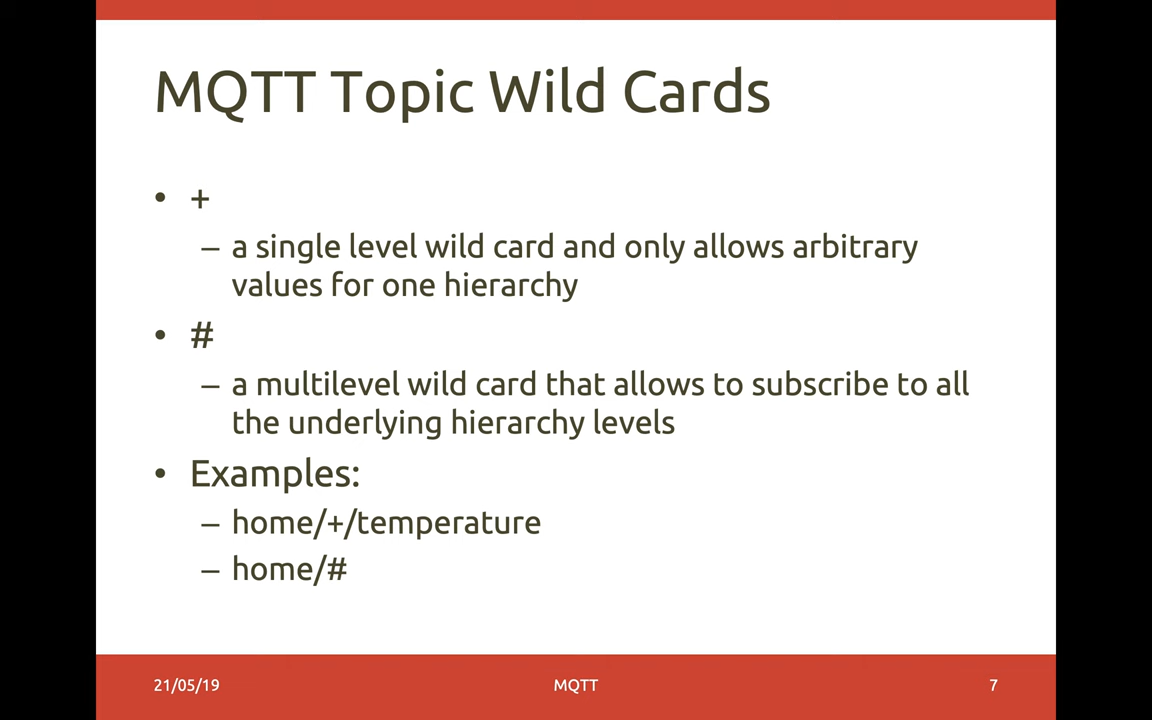 MQTT Topic Wild Cards
• +
– a single level wild card and only allows arbitrary
values for one hierarchy
• #
– a multilevel wild card that allows to subscribe to all
the underlying hierarchy levels
• Examples:
– home/+/temperature
– home/#
21/05/19 MQTT 7